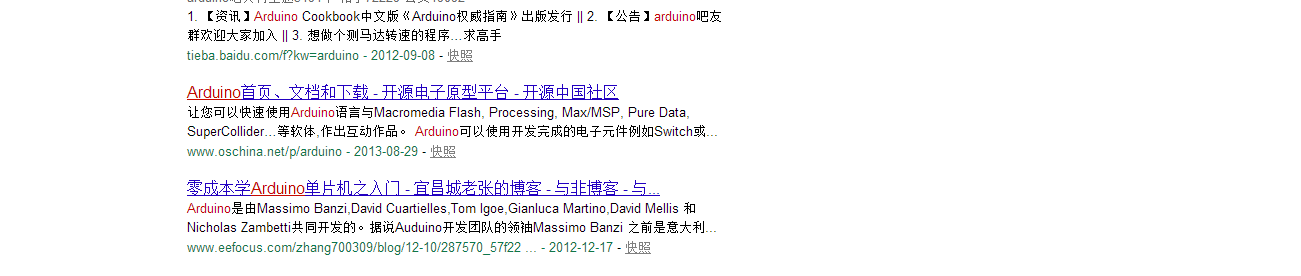 1. 【资讯】Arduino Cookbook中文版《Arduino权威指南》出版发行 || 2. 【公告】arduino吧友
群欢迎大家加入 || 3. 想做个测马达转速的程序...求高手
tieba.baidu.com/f?kw=arduino - 2012-09-08 - 快照
Arduino首页、文档和下载 - 开源电子原型平台 - 开源中国社区
让您可以快速使用Arduino语言与Macromedia Flash, Processing, Max/MSP, Pure Data,
SuperCollider...等软体,作出互动作品。 Arduino可以使用开发完成的电子元件例如Switch或...
www.oschina.net/p/arduino - 2013-08-29 - 快照
零成本学Arduino单片机之入门 - 宜昌城老张的博客 - 与非博客 - 与...
Arduino是由Massimo Banzi,David Cuartielles,Tom Igoe,Gianluca Martino,David Mellis 和
Nicholas Zambetti共同开发的。据说Auduino开发团队的领袖Massimo Banzi 之前是意大利...
www.eefocus.com/zhang700309/blog/12-10/287570_57f22 ... - 2012-12-17 - 快照